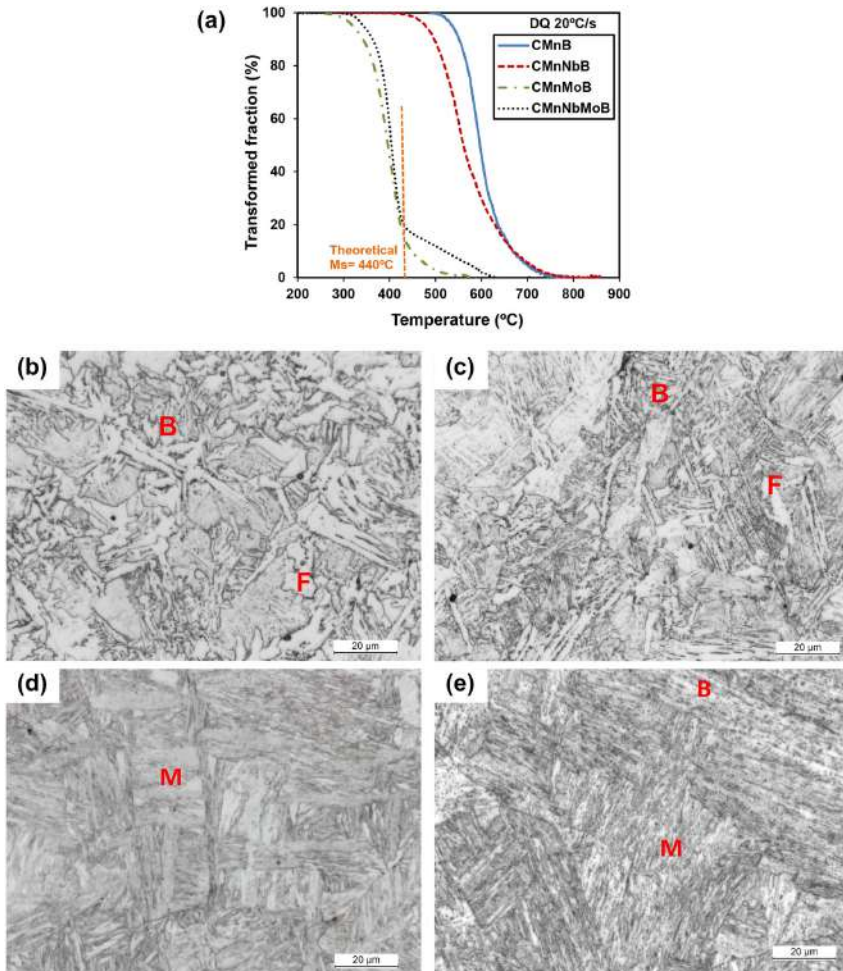 (a)
DQ 20ºC/s
CMnB
CMnNbB
CMnMoB
CMnNbMoB
100
80
60
40
20
0
Transformed fraction (%)
Theoretical
Ms= 440ºC
200 300 400 500 600 700 800 900
Temperature (ºC)
(b)
B
F
20 µm
(c)
B
F
20 µm
(d)
M
20 µm
(e)
B
M
20 µm